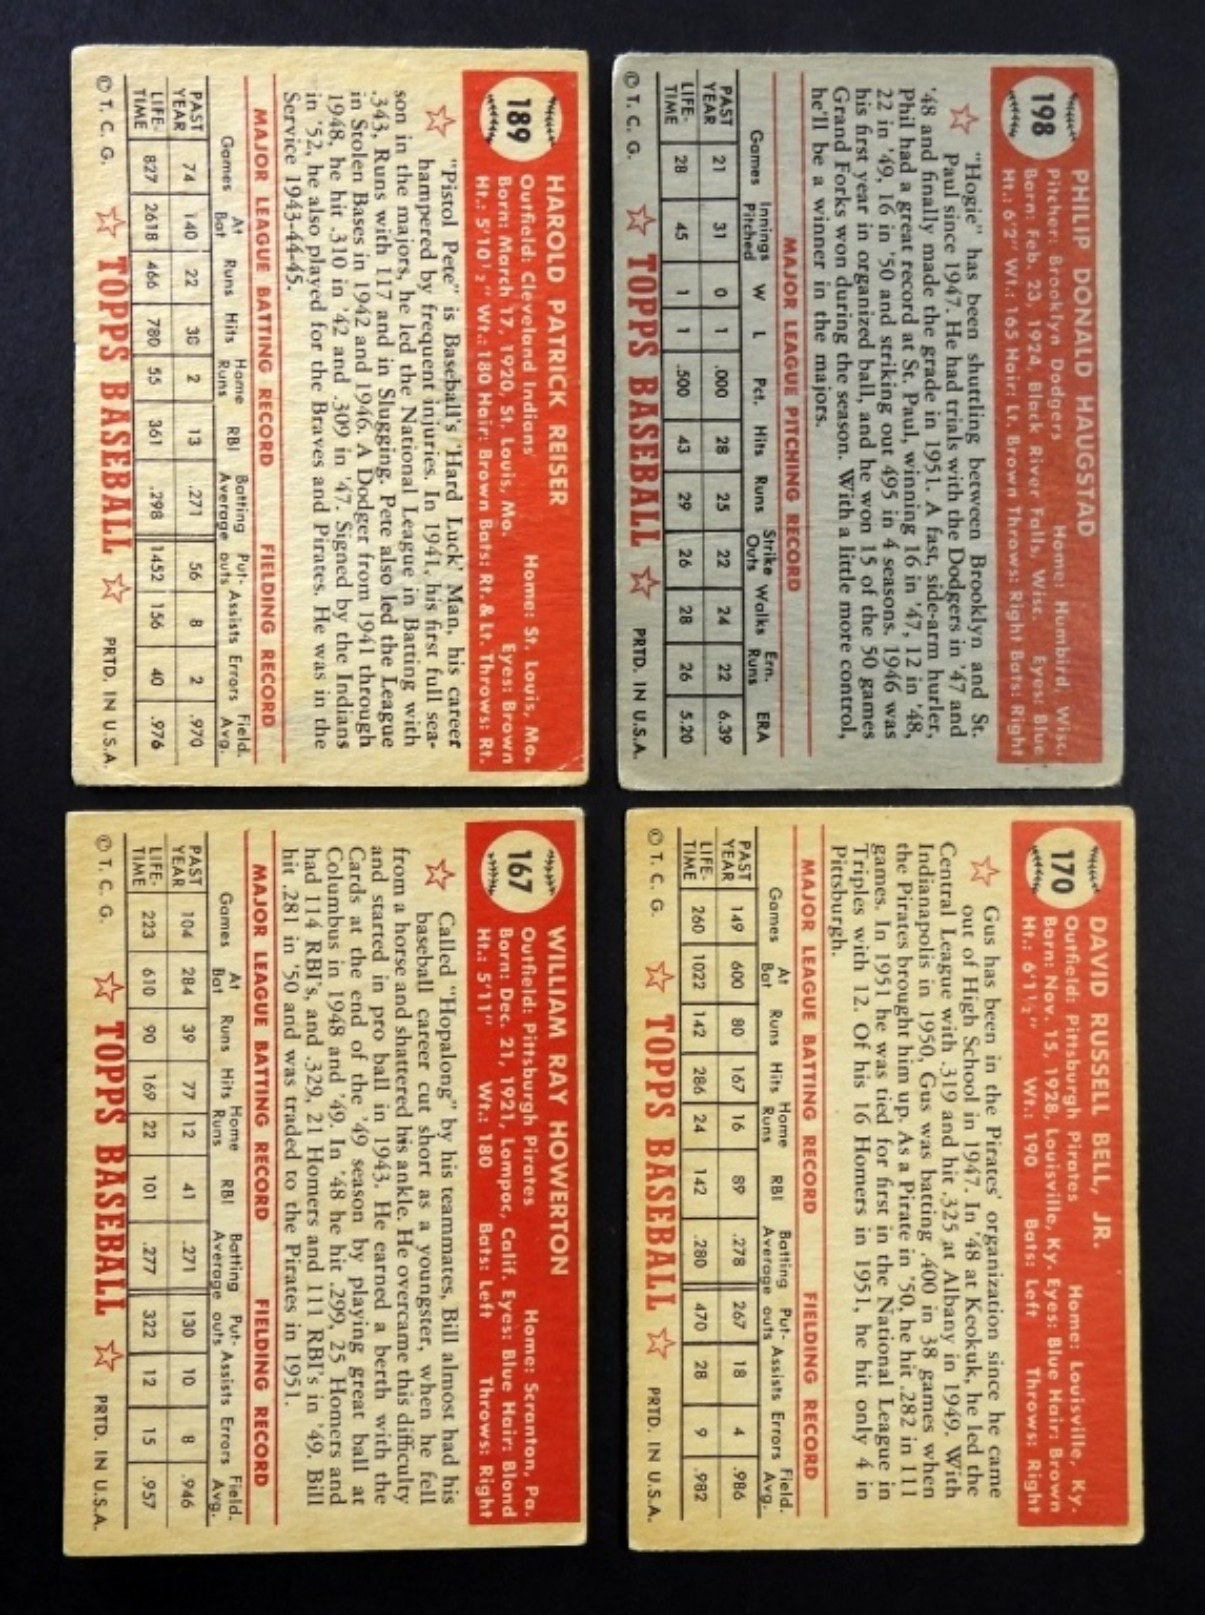 189
HAROLD PATRICK REISER
Outfield: Cleveland Indians Home: St. Louis, Mo.
Born: March 17, 1920, St. Louis, Mo. Eyes: Brown
Ht.: 5'10½" Wt.: 180 Hair: Brown Bats: Rt. & Lt. Throws: Rt.
"Pistol Pete" is Baseball's 'Hard Luck' Man, his career
hampered by frequent injuries. In 1941, his first full sea-
son in the majors, he led the National League in Batting with
.343, Runs with 117 and in Slugging. Pete also led the League
in Stolen Bases in 1942 and 1946. A Dodger from 1941 through
1948, he hit .310 in '42 and .309 in '47. Signed by the Indians
in '52, he also played for the Braves and Pirates. He was in the
Service 1943-44-45.
MAJOR LEAGUE BATTING RECORD FIELDING RECORD
Games At Bat Runs Hits Home Runs RBI Batting Average Put-outs Assists Errors Field. Avg.
PAST YEAR 74 140 22 38 2 13 .271 56 8 2 .970
LIFE-TIME 827 2618 466 780 55 361 .298 1452 156 40 .976
© T. C. G. TOPPS BASEBALL PRTD. IN U.S.A.
198
PHILIP DONALD HAUGSTAD
Pitcher: Brooklyn Dodgers Home: Humbird, Wisc.
Born: Feb. 23, 1924, Black River Falls, Wisc. Eyes: Blue
Ht.: 6'2" Wt.: 165 Hair: Lt. Brown Throws: Right Bats: Right
"Hogie" has been shuttling between Brooklyn and St.
Paul since 1947. He had trials with the Dodgers in '47 and
'48 and finally made the grade in 1951. A fast, side-arm hurler,
Phil had a great record at St. Paul, winning 16 in '47, 12 in '48,
22 in '49, 16 in '50 and striking out 495 in 4 seasons. 1946 was
his first year in organized ball, and he won 15 of the 50 games
Grand Forks won during the season. With a little more control,
he'll be a winner in the majors.
MAJOR LEAGUE PITCHING RECORD
Games Innings Pitched W L Pct. Hits Runs Strike Outs Walks Ern. Runs ERA
PAST YEAR 21 31 0 1 .000 28 25 22 24 22 6.39
LIFE-TIME 28 45 1 1 .500 43 29 26 28 26 5.20
© T. C. G. TOPPS BASEBALL PRTD. IN U.S.A.
167
WILLIAM RAY HOWERTON
Outfield: Pittsburgh Pirates Home: Scranton, Pa.
Born: Dec. 21, 1921, Lompoc, Calif. Eyes: Blue Hair: Blond
Ht.: 5'11" Wt.: 180 Bats: Left Throws: Right
Called "Hopalong" by his teammates, Bill almost had his
baseball career cut short as a youngster, when he fell
from a horse and shattered his ankle. He overcame this difficulty
and started in pro ball in 1943. He earned a berth with the
Cards at the end of the '49 season by playing great ball at
Columbus in 1948 and '49. In '48 he hit .299, 25 Homers and
had 114 RBI's, and .329, 21 Homers and 111 RBI's in '49. Bill
hit .281 in '50 and was traded to the Pirates in 1951.
MAJOR LEAGUE BATTING RECORD FIELDING RECORD
Games At Bat Runs Hits Home Runs RBI Batting Average Put-outs Assists Errors Field. Avg.
PAST YEAR 104 284 39 77 12 41 .271 130 10 8 .946
LIFE-TIME 223 610 90 169 22 101 .277 322 12 15 .957
© T. C. G. TOPPS BASEBALL PRTD. IN U.S.A.
170
DAVID RUSSELL BELL, JR.
Outfield: Pittsburgh Pirates Home: Louisville, Ky.
Born: Nov. 15, 1928, Louisville, Ky. Eyes: Blue Hair: Brown
Ht.: 6'1½" Wt.: 190 Bats: Left Throws: Right
Gus has been in the Pirates' organization since he came
out of High School in 1947. In '48 at Keokuk, he led the
Central League with .319 and hit .325 at Albany in 1949. With
Indianapolis in 1950, Gus was batting .400 in 38 games when
the Pirates brought him up. As a Pirate in '50, he hit .282 in 111
games. In 1951 he was tied for first in the National League in
Triples with 12. Of his 16 Homers in 1951, he hit only 4 in
Pittsburgh.
MAJOR LEAGUE BATTING RECORD FIELDING RECORD
Games At Bat Runs Hits Home Runs RBI Batting Average Put-outs Assists Errors Field. Avg.
PAST YEAR 149 600 80 167 16 89 .278 267 18 4 .986
LIFE-TIME 260 1022 142 286 24 142 .280 470 28 9 .982
© T. C. G. TOPPS BASEBALL PRTD. IN U.S.A.